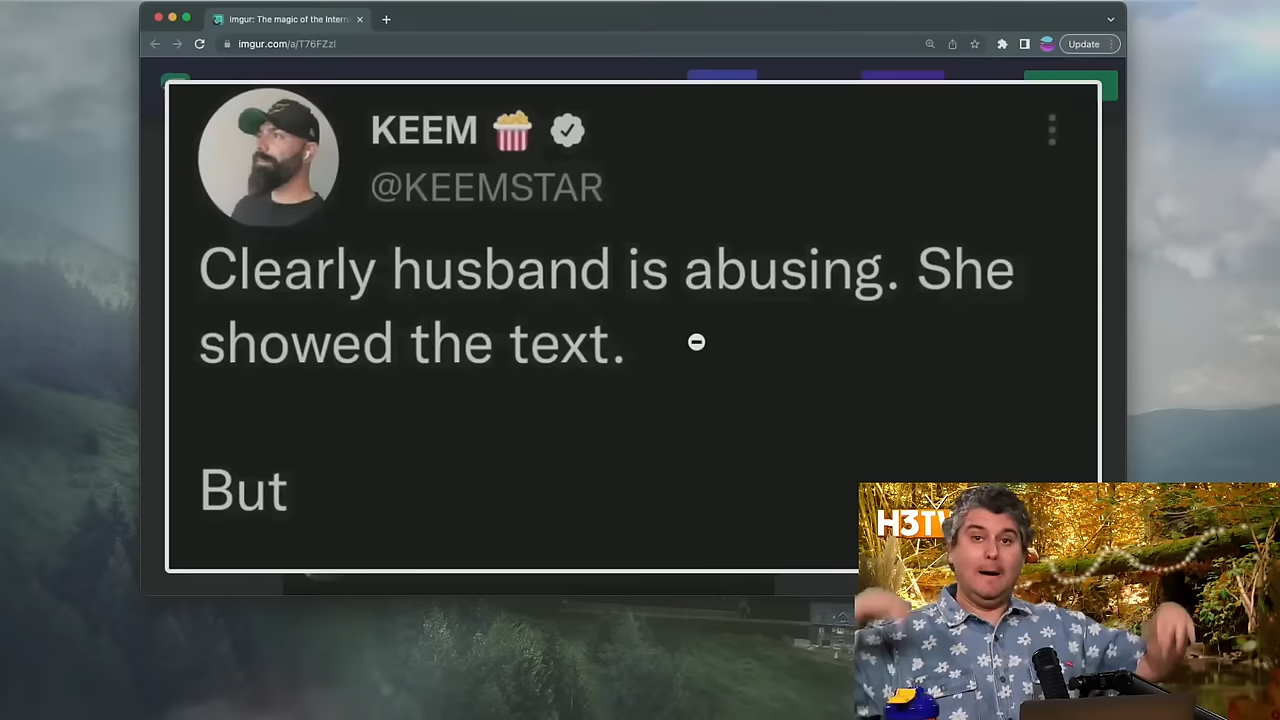 imgur: The magic of the Intern
imgur.com/a/T76FZzl
Update
KEEM
@KEEMSTAR
Clearly husband is abusing. She
showed the text.
But
H3TV